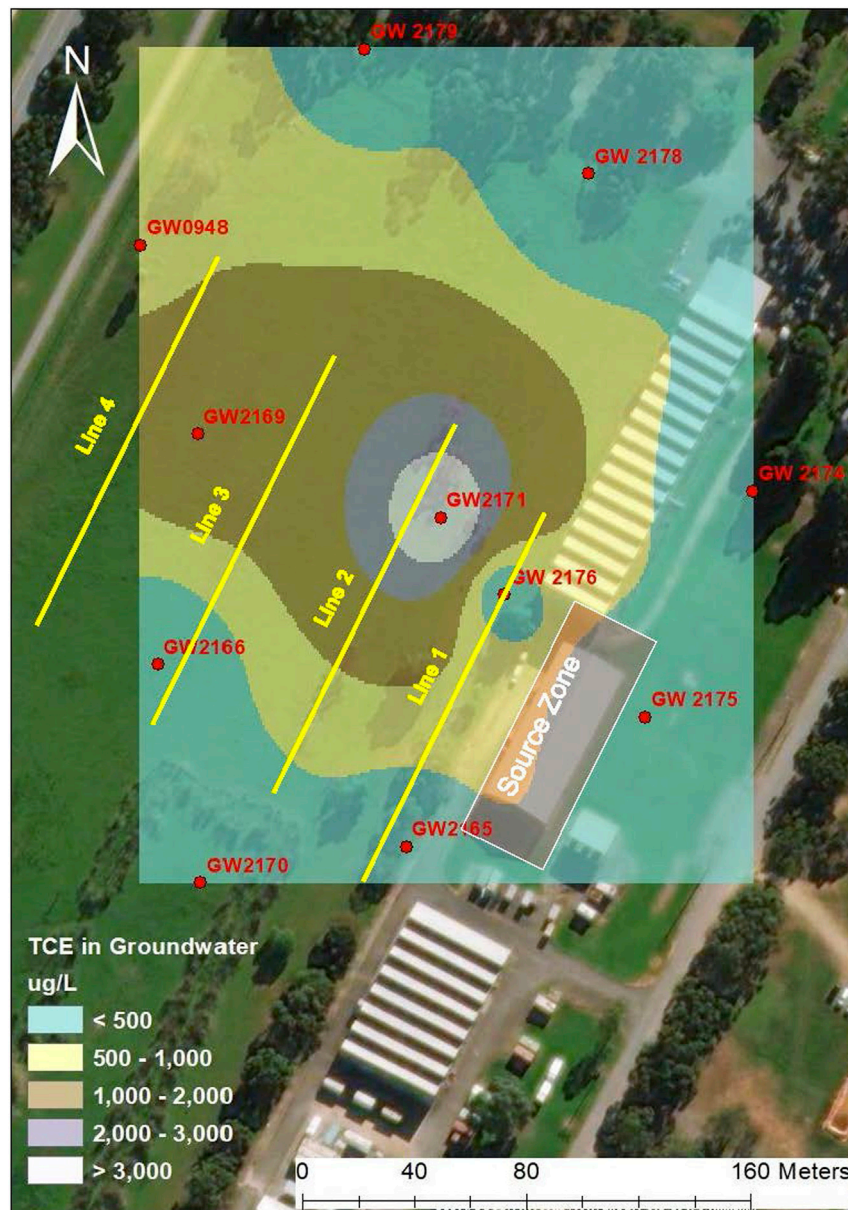 N
GW 2179
GW 2178
GW0948
Line 4
GW2169
Line 3
GW2171
GW 2174
Line 2
GW 2176
GW2166
Line 1
Source Zone
GW 2175
GW2165
GW2170
TCE in Groundwater
ug/L
< 500
500 - 1,000
1,000 - 2,000
2,000 - 3,000
> 3,000
0 40 80 160 Meters